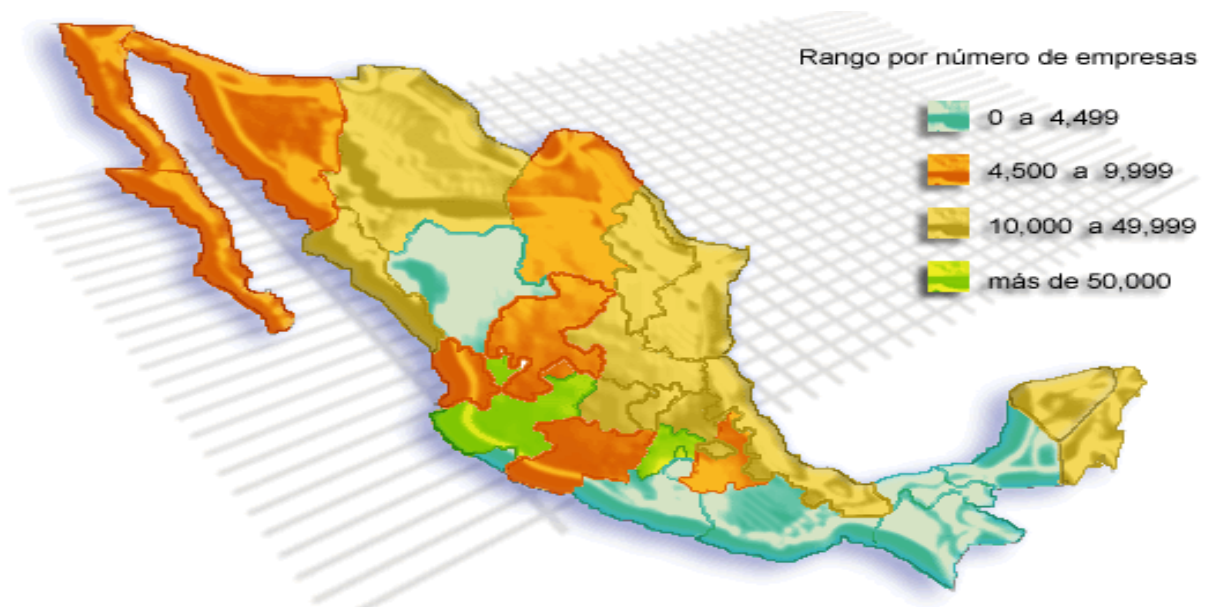 Rango por número de empresas
0 a 4,499
4,500 a 9,999
10,000 a 49,999
más de 50,000